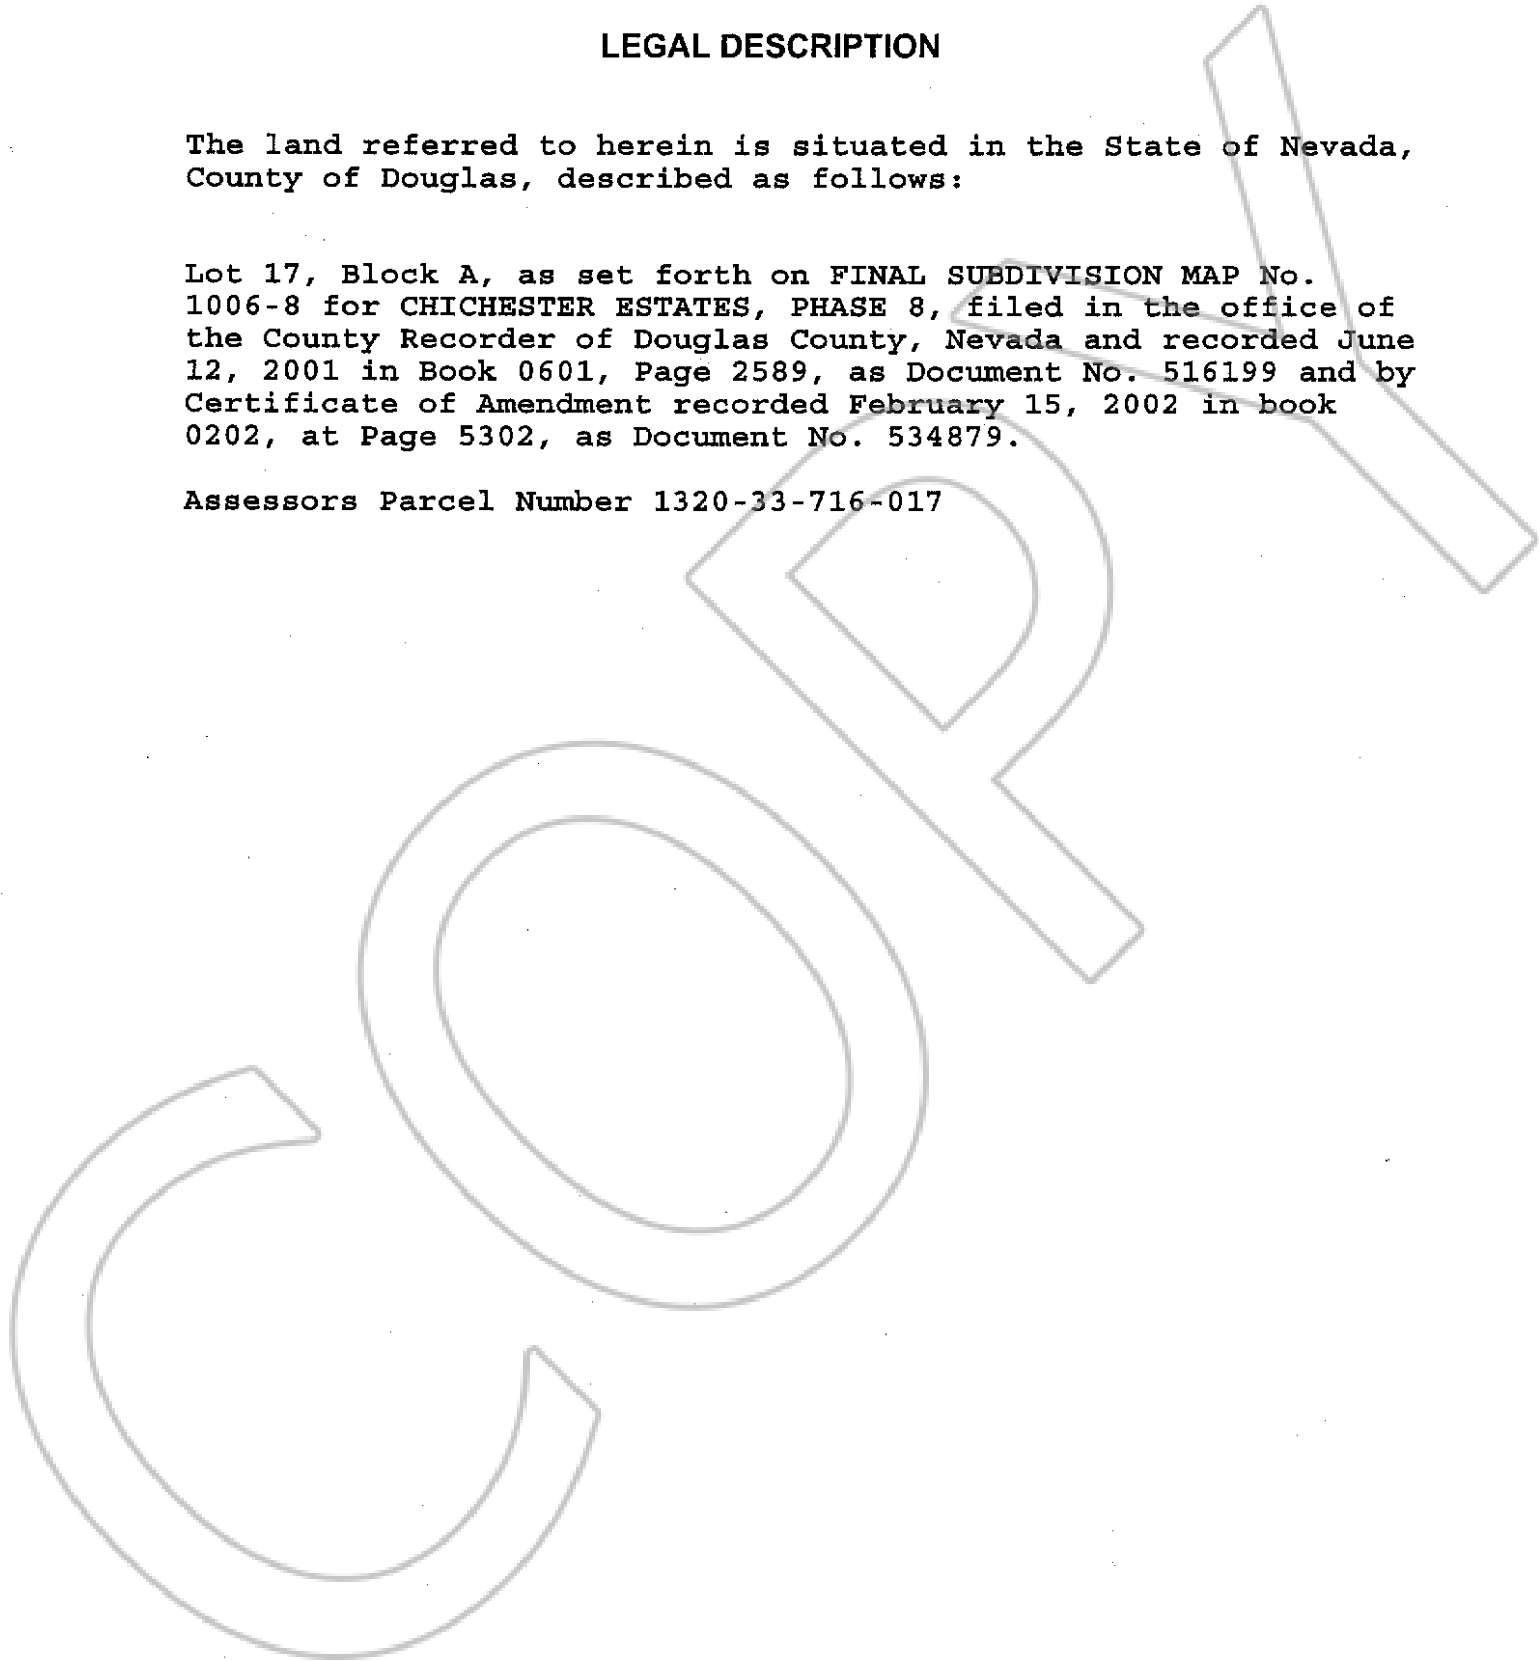 LEGAL DESCRIPTION
The land referred to herein is situated in the State of Nevada,
County of Douglas, described as follows:
Lot 17, Block A, as set forth on FINAL SUBDIVISION MAP No.
1006-8 for CHICHESTER ESTATES, PHASE 8, filed in the office of
the County Recorder of Douglas County, Nevada and recorded June
12, 2001 in Book 0601, Page 2589, as Document No. 516199 and by
Certificate of Amendment recorded February 15, 2002 in book
0202, at Page 5302, as Document No. 534879.
Assessors Parcel Number 1320-33-716-017
COPY